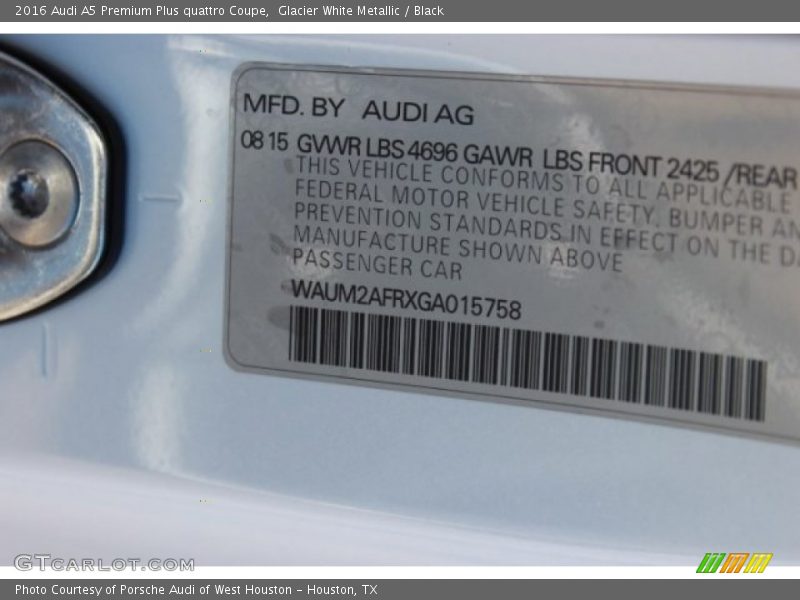 2016 Audi A5 Premium Plus quattro Coupe,  Glacier White Metallic / Black
MFD. BY  AUDI AG
08 15 GVWR LBS 4696 GAWR LBS FRONT 2425 /REAR
THIS VEHICLE CONFORMS TO ALL APPLICABLE
FEDERAL MOTOR VEHICLE SAFETY, BUMPER AN
PREVENTION STANDARDS IN EFFECT ON THE D
MANUFACTURE SHOWN ABOVE
PASSENGER CAR
WAUM2AFRXGA015758
GTCARLOT.COM
Photo Courtesy of Porsche Audi of West Houston – Houston, TX